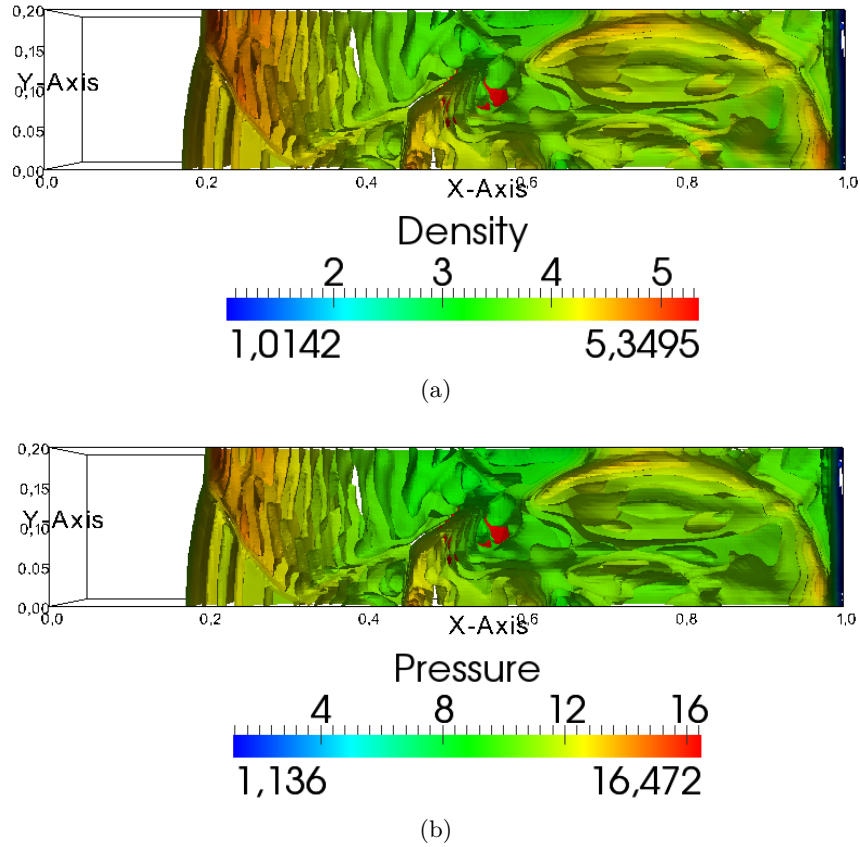 0,20
0,15
Y-Axis
0,10
0,05
0,00
0,0 0,2 0,4 0,6 0,8 1,0
X-Axis
Density
2 3 4 5
1,0142 5,3495
(a)
0,20
0,15
Y-Axis
0,10
0,05
0,00
0,0 0,2 0,4 0,6 0,8 1,0
X-Axis
Pressure
4 8 12 16
1,136 16,472
(b)